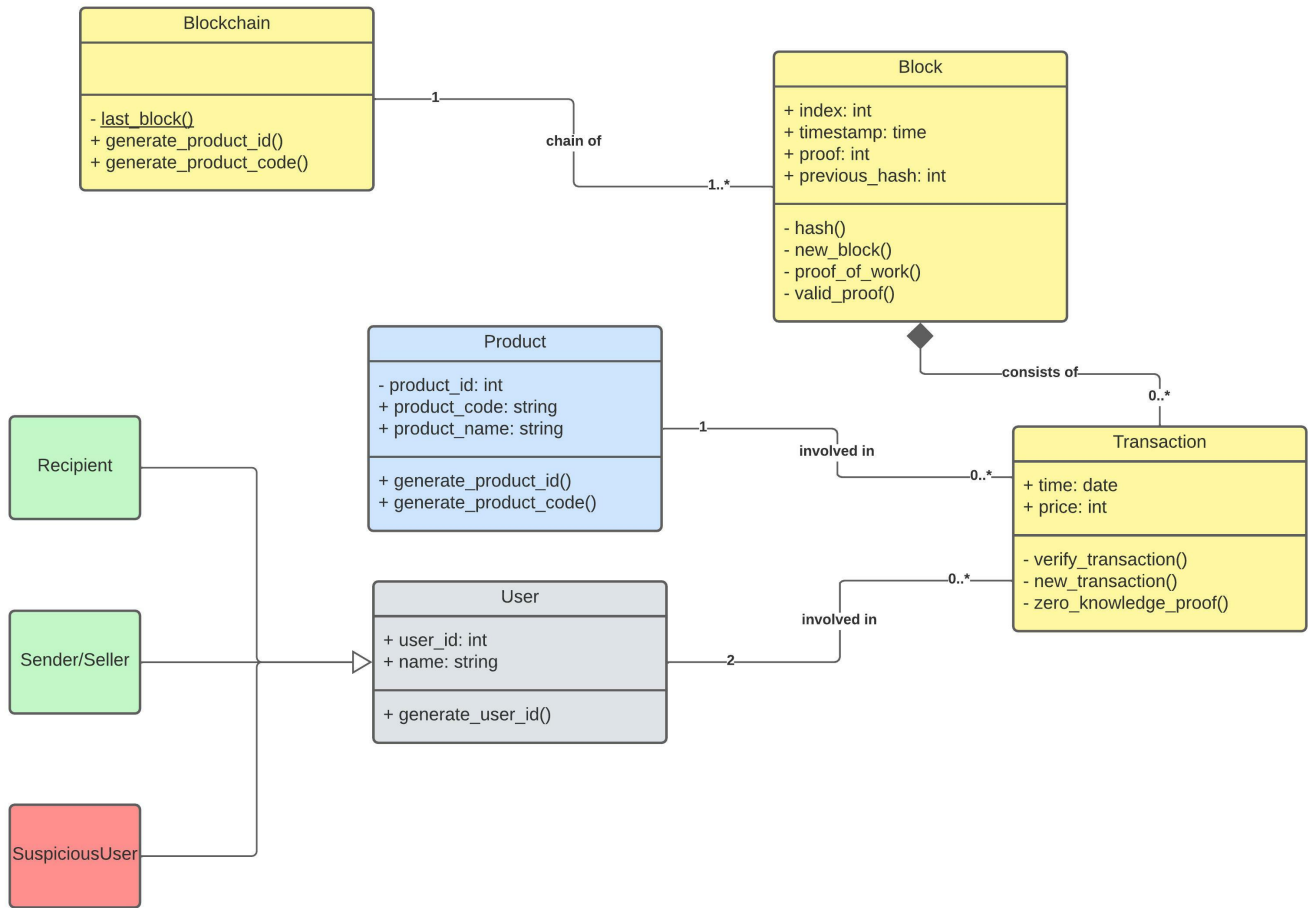 Blockchain
- last_block()
+ generate_product_id()
+ generate_product_code()
1
chain of
1..*
Block
+ index: int
+ timestamp: time
+ proof: int
+ previous_hash: int
- hash()
- new_block()
- proof_of_work()
- valid_proof()
consists of
0..*
Product
- product_id: int
+ product_code: string
+ product_name: string
+ generate_product_id()
+ generate_product_code()
1
involved in
0..*
Transaction
+ time: date
+ price: int
- verify_transaction()
- new_transaction()
- zero_knowledge_proof()
Recipient
Sender/Seller
SuspiciousUser
User
+ user_id: int
+ name: string
+ generate_user_id()
2
involved in
0..*